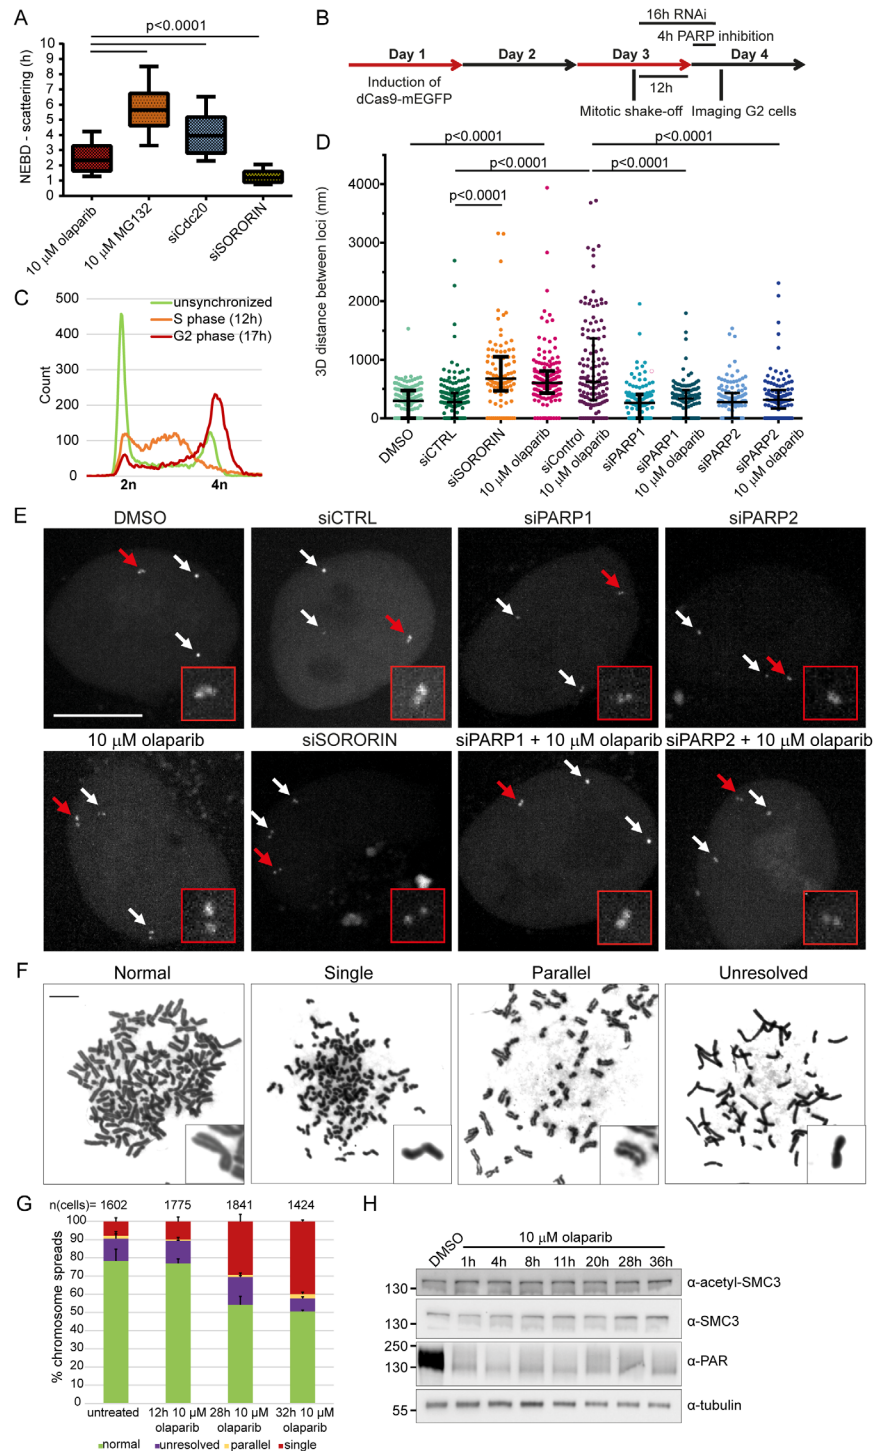 A
p<0.0001
NEBD - scattering (h)
10
9
8
7
6
5
4
3
2
1
0
10 µM olaparib
10 µM MG132
siCdc20
siSORORIN
B
16h RNAi
4h PARP inhibition
Day 1
Day 2
Day 3
Day 4
Induction of
dCas9-mEGFP
12h
Mitotic shake-off
Imaging G2 cells
C
500
400
300
200
100
0
Count
unsynchronized
S phase (12h)
G2 phase (17h)
2n
4n
D
p<0.0001
p<0.0001
p<0.0001
p<0.0001
p<0.0001
3D distance between loci (nm)
4000
3000
2000
1000
0
DMSO
siCTRL
siSORORIN
10 µM olaparib
siControl
10 µM olaparib
siPARP1
siPARP1
10 µM olaparib
siPARP2
siPARP2
10 µM olaparib
E
DMSO
siCTRL
siPARP1
siPARP2
10 µM olaparib
siSORORIN
siPARP1 + 10 µM olaparib
siPARP2 + 10 µM olaparib
F
Normal
Single
Parallel
Unresolved
G
n(cells)= 1602 1775 1841 1424
% chromosome spreads
100
90
80
70
60
50
40
30
20
10
0
untreated
12h 10 µM
olaparib
28h 10 µM
olaparib
32h 10 µM
olaparib
normal unresolved parallel single
H
10 µM olaparib
DMSO 1h 4h 8h 11h 20h 28h 36h
130
α-acetyl-SMC3
130
α-SMC3
250
130
α-PAR
55
α-tubulin